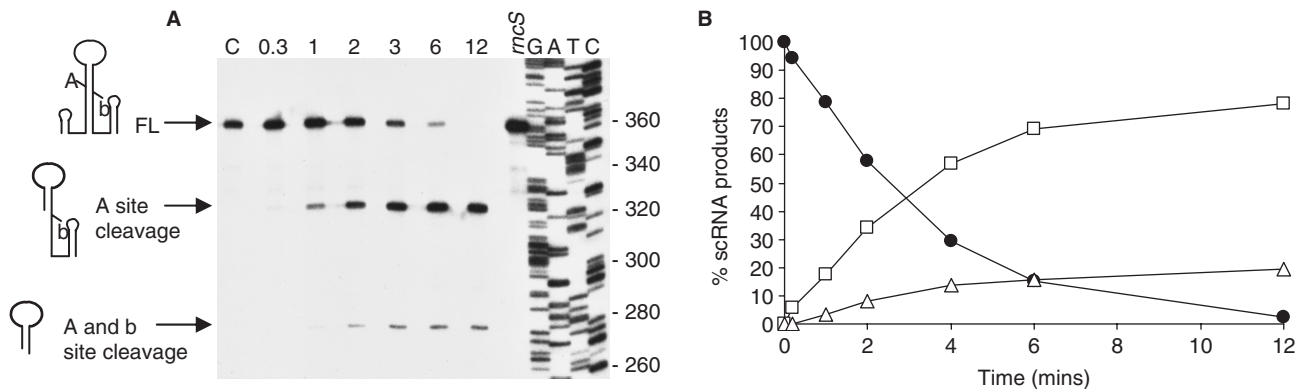 A
C 0.3 1 2 3 6 12 rncS G A T C
A
b
FL
b
A site
cleavage
A and b
site cleavage
- 360
- 340
- 320
- 300
- 280
- 260
B
% scRNA products
100
90
80
70
60
50
40
30
20
10
0
0 2 4 6 8 10 12
Time (mins)